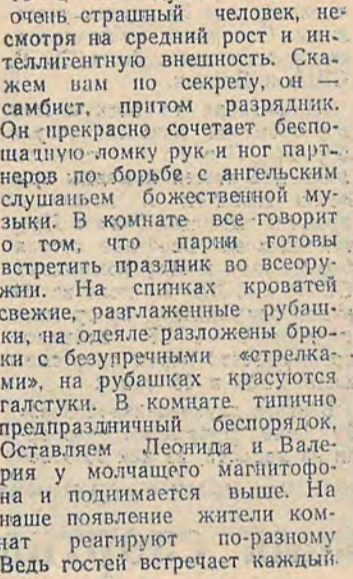 очень страшный человек, не-
смотря на средний рост и ин-
теллигентную внешность. Ска-
жем вам по секрету, он —
самбист, притом разрядник.
Он прекрасно сочетает беспо-
щадную ломку рук и ног парт-
неров по борьбе с ангельским
слушаньем божественной му-
зыки. В комнате все говорит
о том, что парни готовы
встретить праздник во всеору-
жии. На спинках кроватей
свежие, разглаженные рубаш-
ки, на одеяле разложены брю-
ки с безупречными «стрелка-
ми», на рубашках красуются
галстуки. В комнате типично
предпраздничный беспорядок.
Оставляем Леонида и Вале-
рия у молчащего магнитофо-
на и поднимается выше. На
наше появление жители ком-
нат реагируют по-разному
Ведь гостей встречает каждый